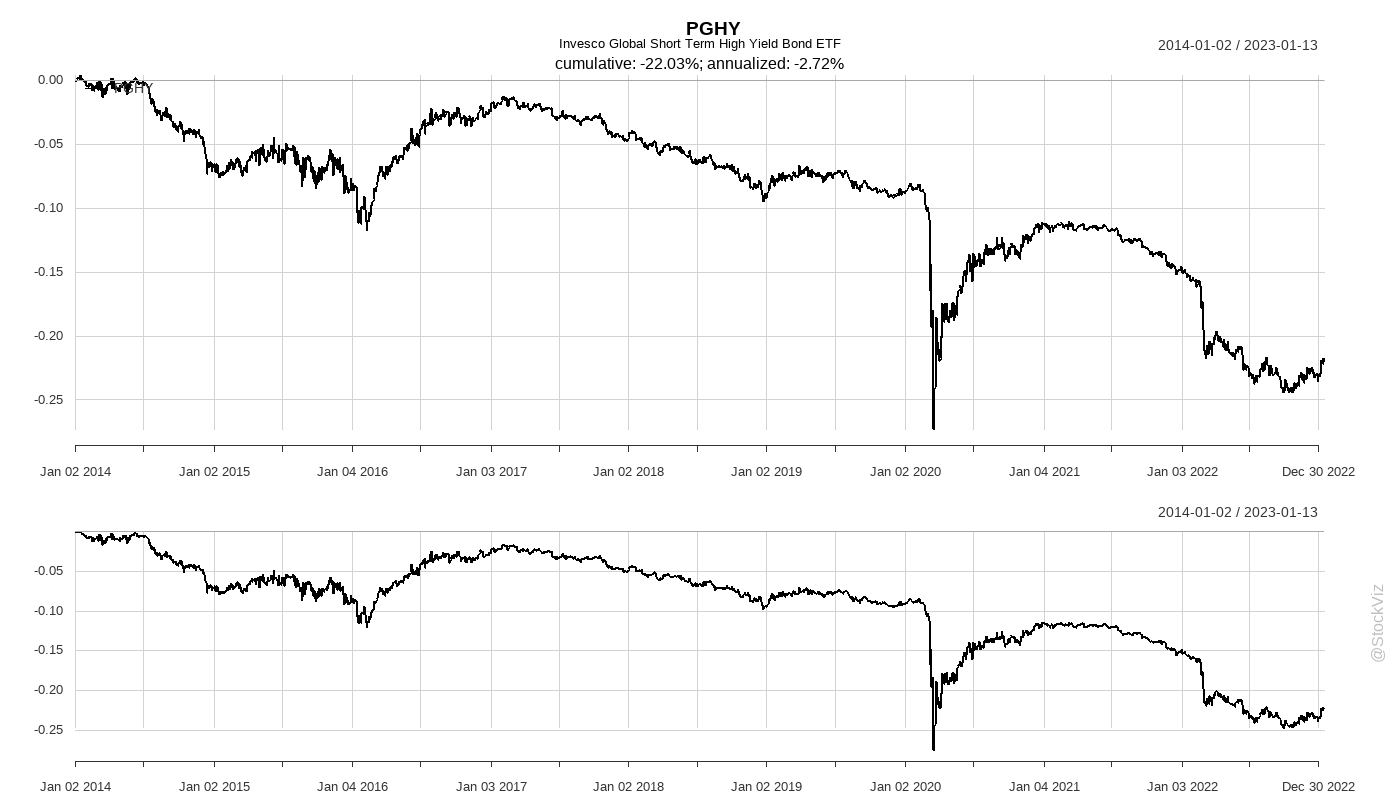 PGHY
Invesco Global Short Term High Yield Bond ETF
cumulative: -22.03%; annualized: -2.72%
2014-01-02 / 2023-01-13
PGHY
0.00
-0.05
-0.10
-0.15
-0.20
-0.25
Jan 02 2014 Jan 02 2015 Jan 04 2016 Jan 03 2017 Jan 02 2018 Jan 02 2019 Jan 02 2020 Jan 04 2021 Jan 03 2022 Dec 30 2022
2014-01-02 / 2023-01-13
-0.05
-0.10
-0.15
-0.20
-0.25
Jan 02 2014 Jan 02 2015 Jan 04 2016 Jan 03 2017 Jan 02 2018 Jan 02 2019 Jan 02 2020 Jan 04 2021 Jan 03 2022 Dec 30 2022
@StockViz